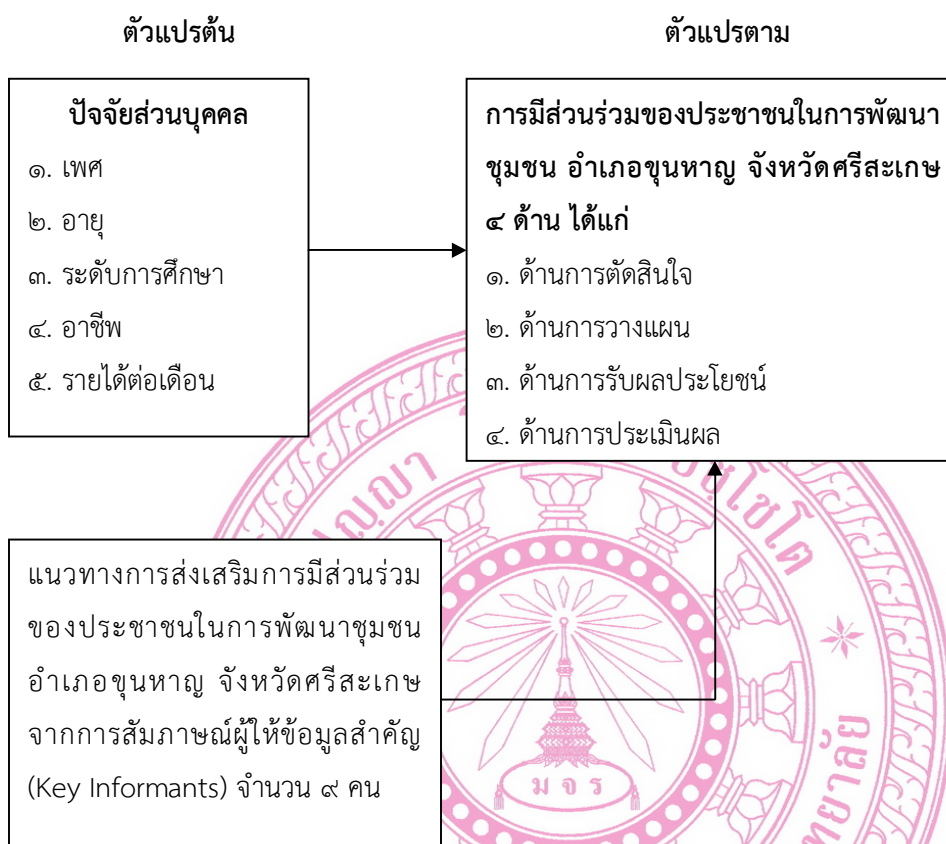 ตัวแปรต้น
ตัวแปรตาม
ปัจจัยส่วนบุคคล
๑. เพศ
๒. อายุ
๓. ระดับการศึกษา
๔. อาชีพ
๕. รายได้ต่อเดือน
การมีส่วนร่วมของประชาชนในการพัฒนา
ชุมชน อำเภอขุนหาญ จังหวัดศรีสะเกษ
๔ ด้าน ได้แก่
๑. ด้านการตัดสินใจ
๒. ด้านการวางแผน
๓. ด้านการรับผลประโยชน์
๔. ด้านการประเมินผล
แนวทางการส่งเสริมการมีส่วนร่วม
ของประชาชนในการพัฒนาชุมชน
อำเภอขุนหาญ จังหวัดศรีสะเกษ
จากการสัมภาษณ์ผู้ให้ข้อมูลสำคัญ
(Key Informants) จำนวน ๙ คน
ม จ ร